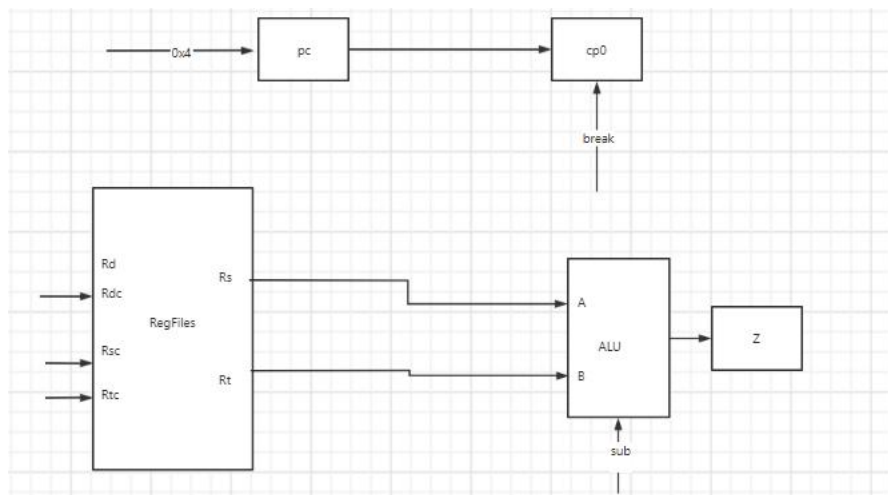 0x4
pc
cp0
break
Rd
Rs
Rdc
RegFiles
Rsc
Rt
Rtc
A
ALU
B
Z
sub